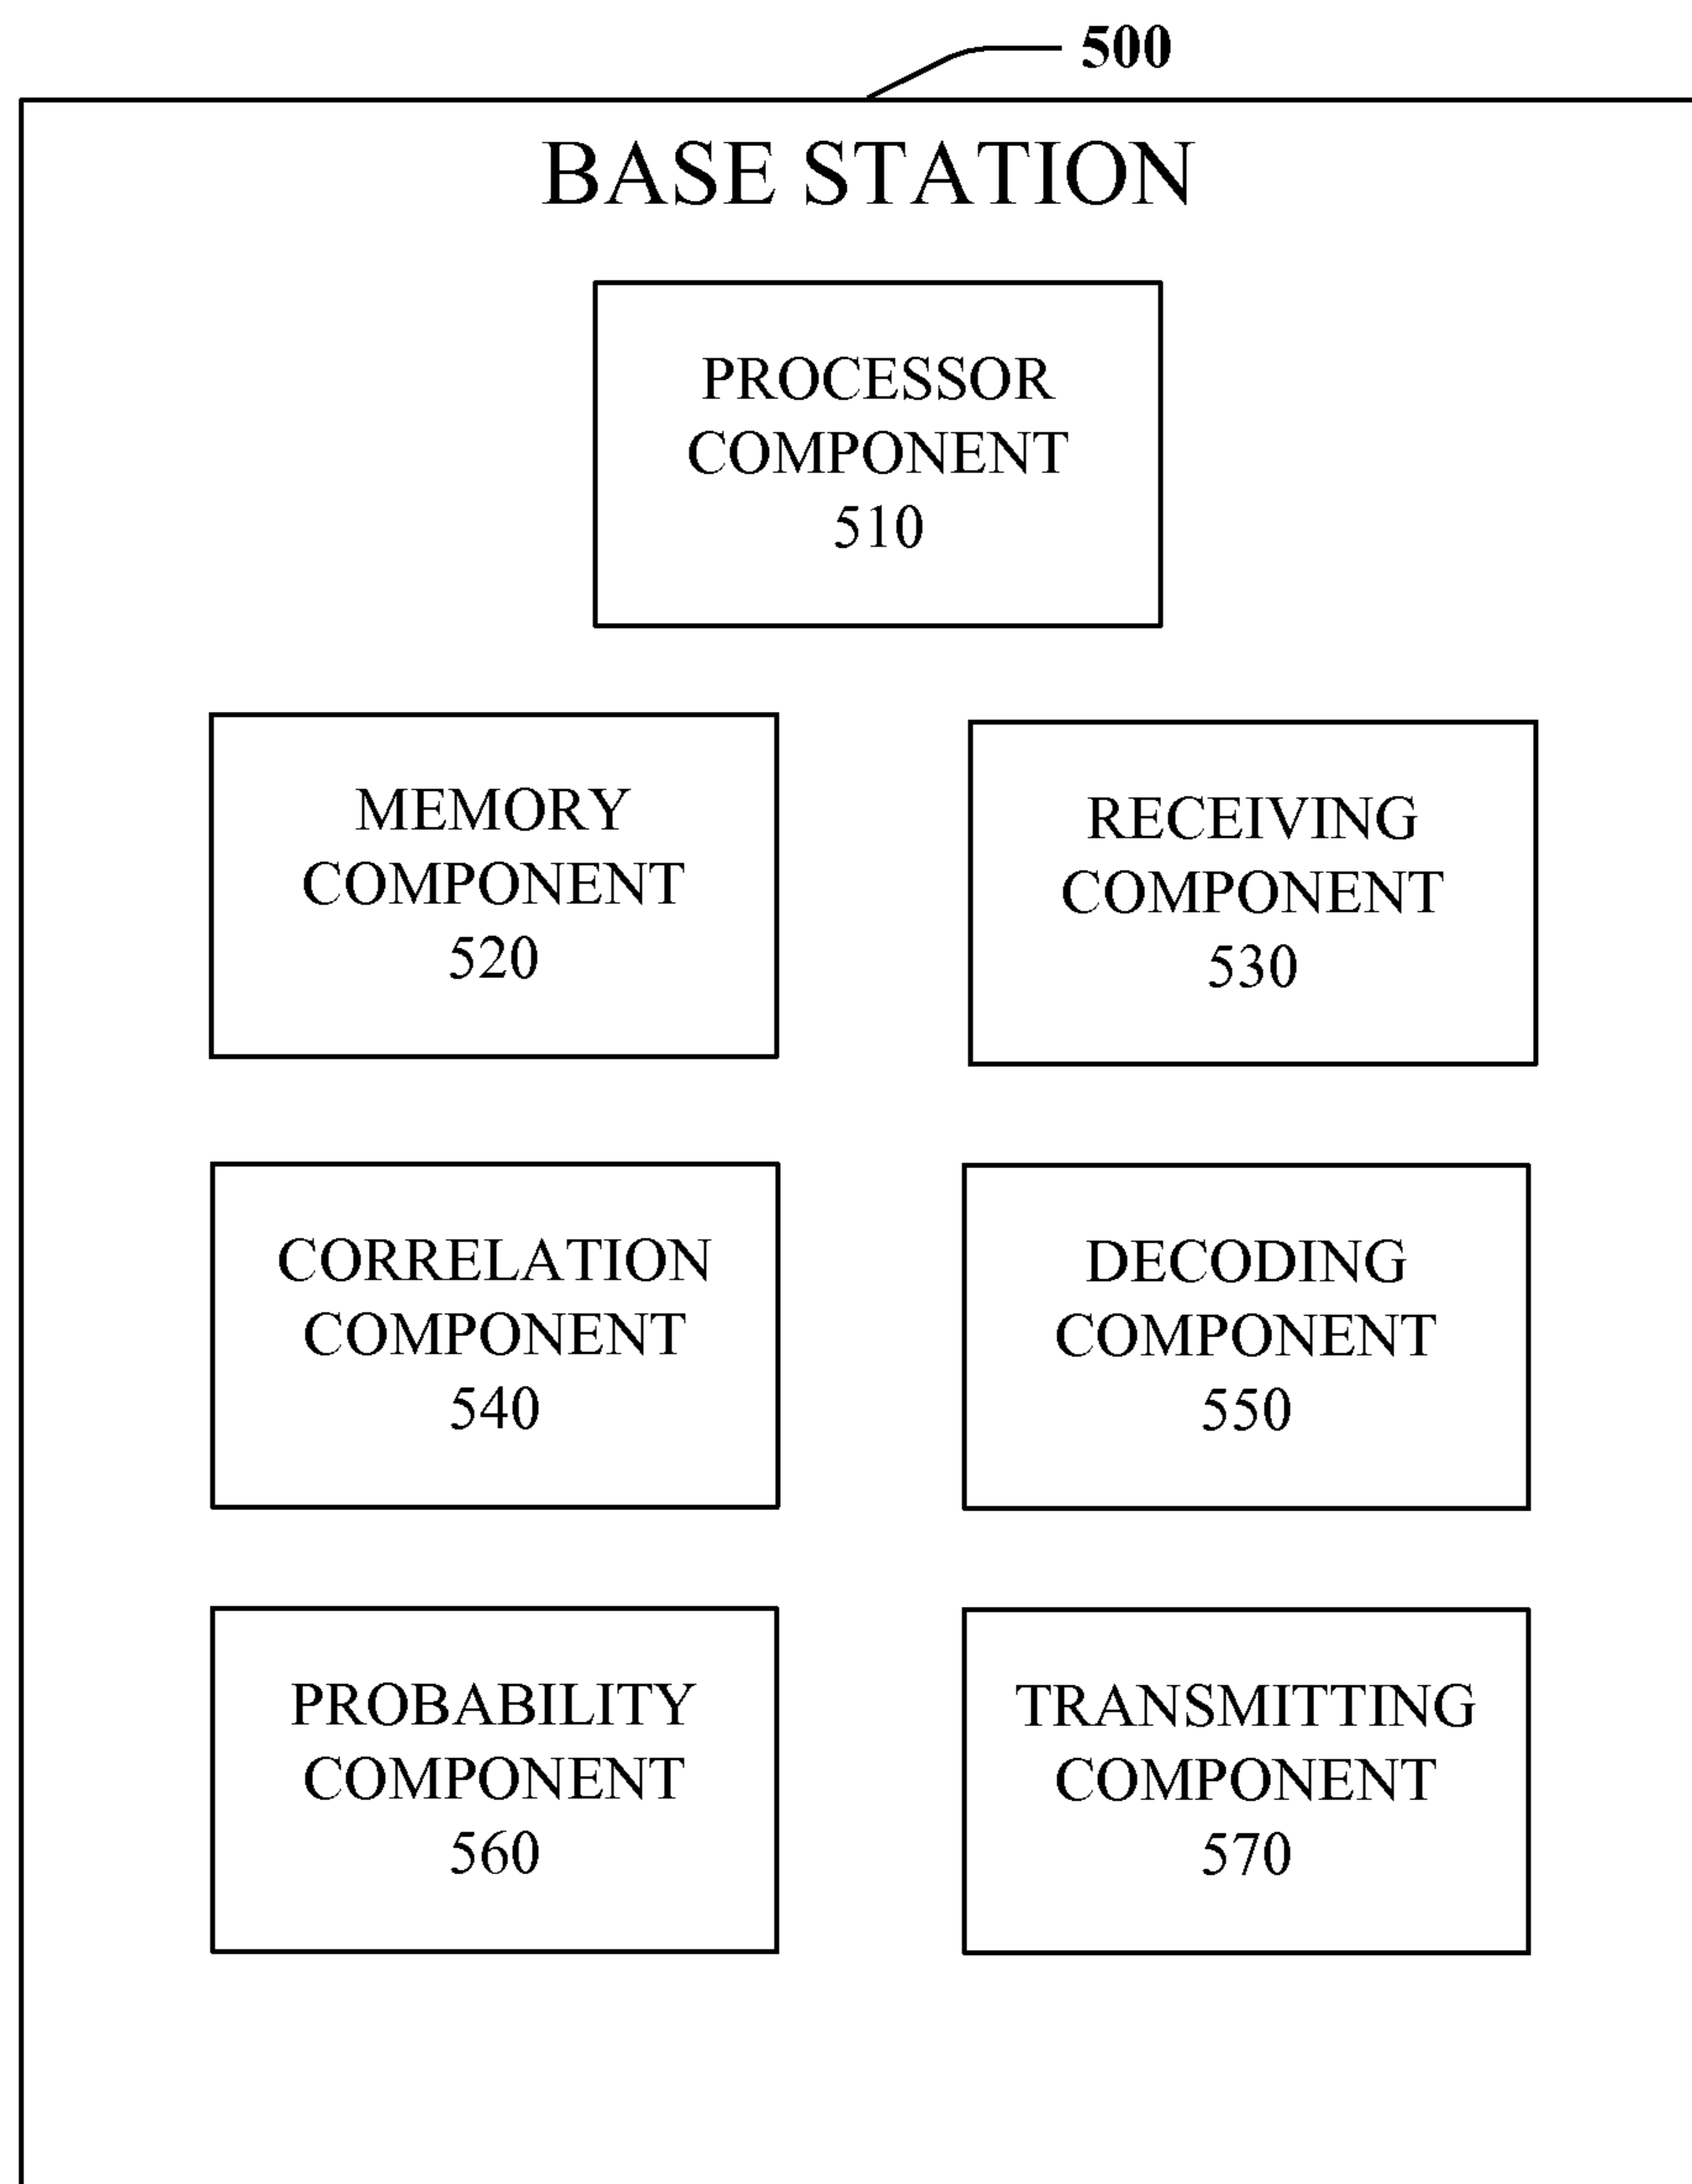 500
BASE STATION
PROCESSOR
COMPONENT
510
MEMORY
COMPONENT
520
RECEIVING
COMPONENT
530
CORRELATION
COMPONENT
540
DECODING
COMPONENT
550
PROBABILITY
COMPONENT
560
TRANSMITTING
COMPONENT
570